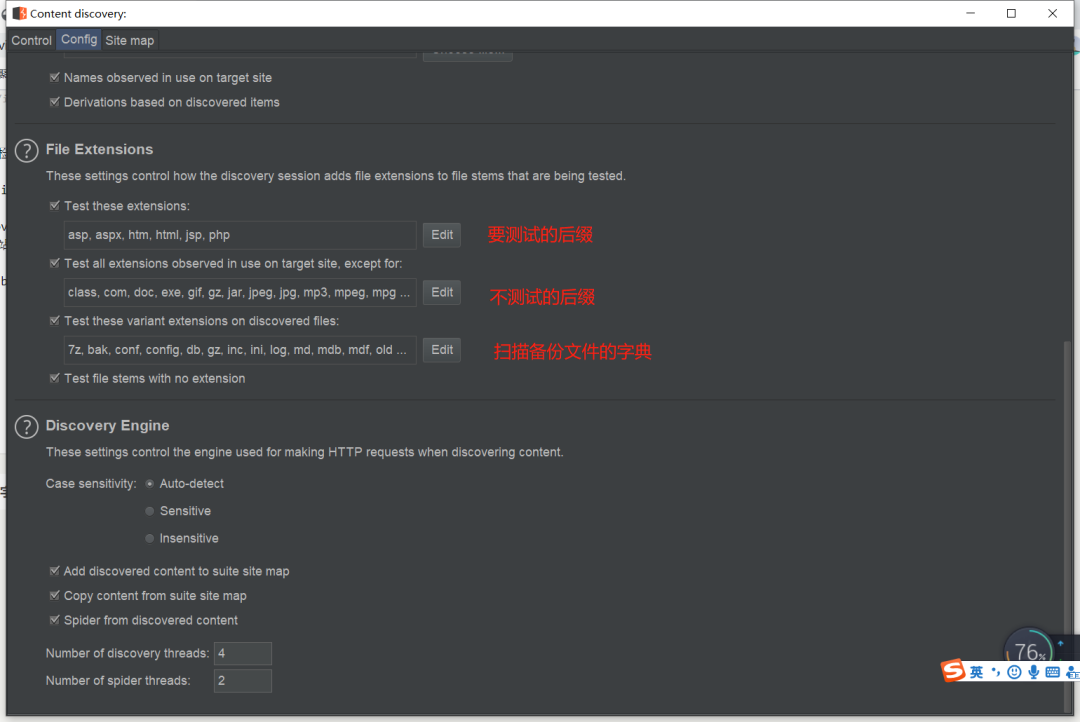 Content discovery:
Control Config Site map
Names observed in use on target site
Derivations based on discovered items
? File Extensions
These settings control how the discovery session adds file extensions to file stems that are being tested.
Test these extensions:
asp, aspx, htm, html, jsp, php Edit 要测试的后缀
Test all extensions observed in use on target site, except for:
class, com, doc, exe, gif, gz, jar, jpeg, jpg, mp3, mpeg, mpg ... Edit 不测试的后缀
Test these variant extensions on discovered files:
7z, bak, conf, config, db, gz, inc, ini, log, md, mdb, mdf, old ... Edit 扫描备份文件的字典
Test file stems with no extension
? Discovery Engine
These settings control the engine used for making HTTP requests when discovering content.
Case sensitivity: Auto-detect
Sensitive
Insensitive
Add discovered content to suite site map
Copy content from suite site map
Spider from discovered content
Number of discovery threads: 4
Number of spider threads: 2
76%
S 英